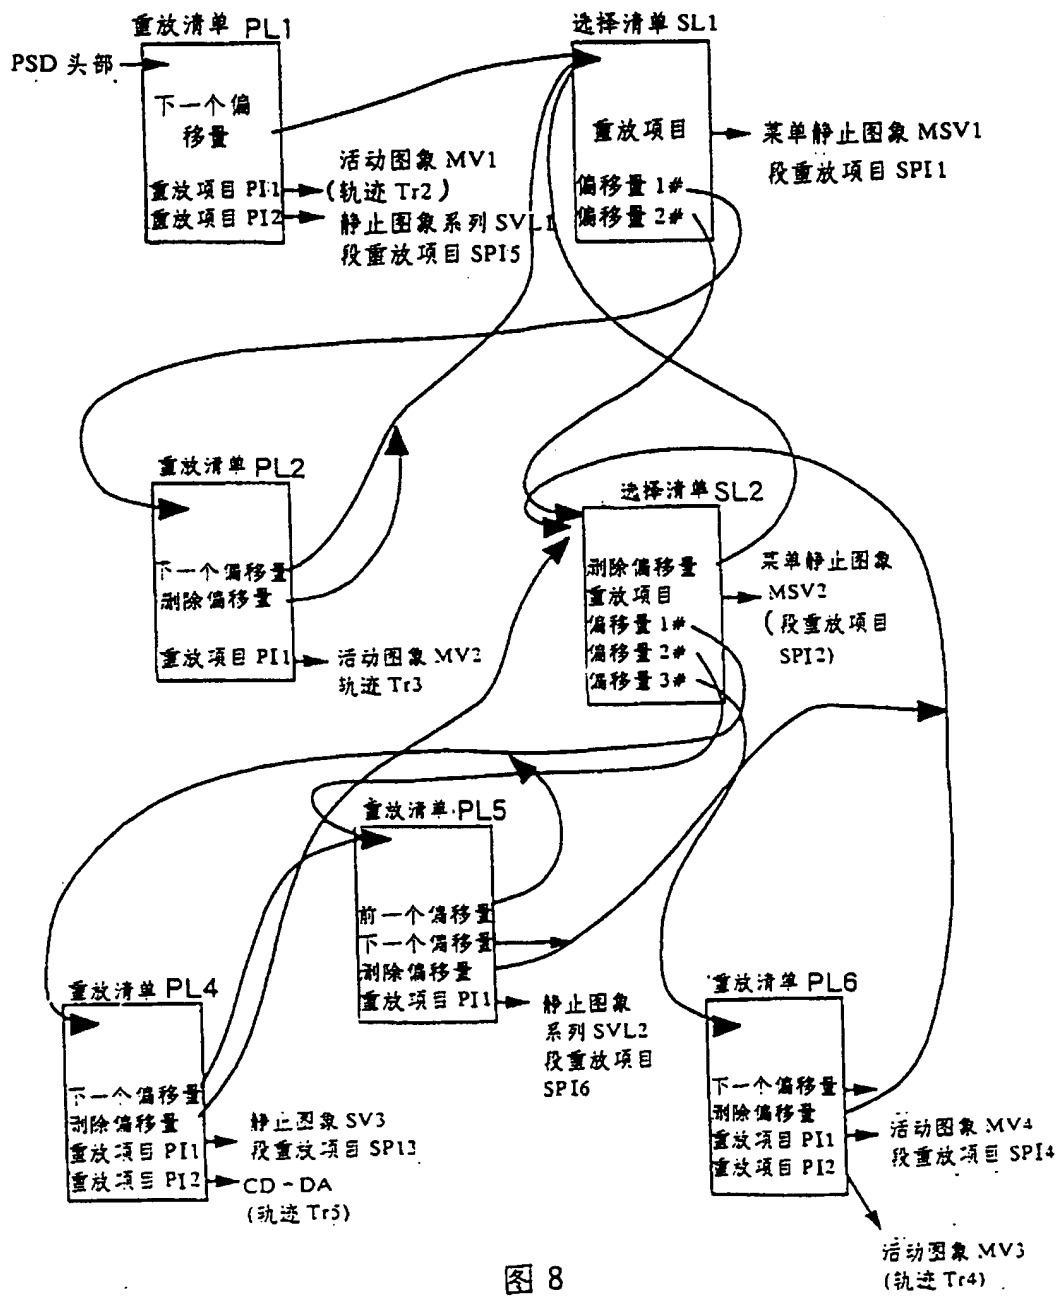 重放清单 PL1
PSD 头部
下一个偏
移量
重放项目 PI1
重放项目 PI2
活动图象 MV1
(轨迹 Tr2)
静止图象系列 SVL1
段重放项目 SPI5
选择清单 SL1
重放项目
偏移量 1#
偏移量 2#
菜单静止图象 MSV1
段重放项目 SPI1
重放清单 PL2
下一个偏移量
删除偏移量
重放项目 PI1
活动图象 MV2
轨迹 Tr3
选择清单 SL2
删除偏移量
重放项目
偏移量 1#
偏移量 2#
偏移量 3#
菜单静止图象
MSV2
(段重放项目
SPI2)
重放清单 PL5
前一个偏移量
下一个偏移量
删除偏移量
重放项目 PI1
静止图象
系列 SVL2
段重放项目
SPI6
重放清单 PL4
下一个偏移量
删除偏移量
重放项目 PI1
重放项目 PI2
静止图象 SV3
段重放项目 SP13
CD-DA
(轨迹 Tr5)
重放清单 PL6
下一个偏移量
删除偏移量
重放项目 PI1
重放项目 PI2
活动图象 MV4
段重放项目 SPI4
活动图象 MV3
(轨迹 Tr4)
图 8